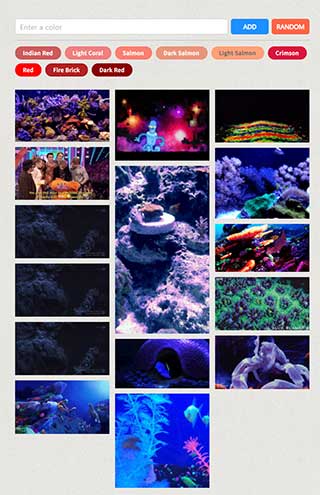 Enter a color
ADD
RANDOM
Indian Red
Light Coral
Salmon
Dark Salmon
Light Salmon
Crimson
Red
Fire Brick
Dark Red